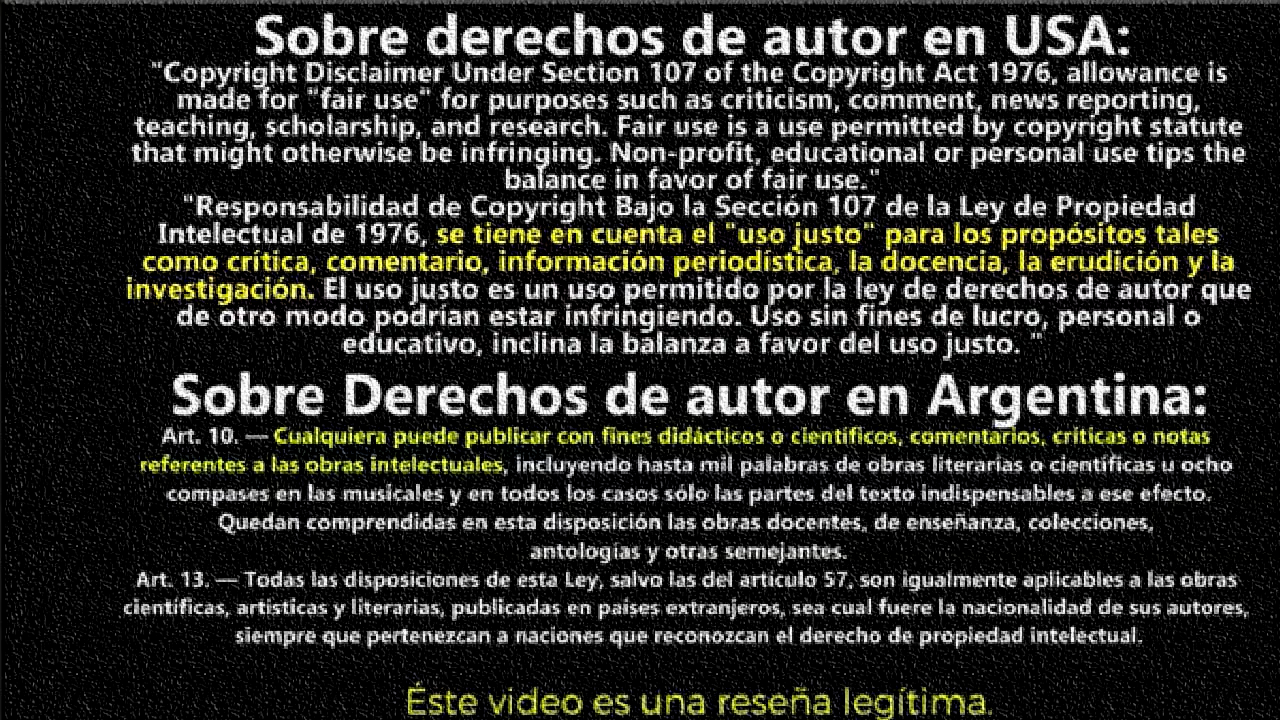 Sobre derechos de autor en USA:
"Copyright Disclaimer Under Section 107 of the Copyright Act 1976, allowance is
made for "fair use" for purposes such as criticism, comment, news reporting,
teaching, scholarship, and research. Fair use is a use permitted by copyright statute
that might otherwise be infringing. Non-profit, educational or personal use tips the
balance in favor of fair use."
"Responsabilidad de Copyright Bajo la Sección 107 de la Ley de Propiedad
Intelectual de 1976, se tiene en cuenta el "uso justo" para los propósitos tales
como crítica, comentario, información periodística, la docencia, la erudición y la
investigación. El uso justo es un uso permitido por la ley de derechos de autor que
de otro modo podrían estar infringiendo. Uso sin fines de lucro, personal o
educativo, inclina la balanza a favor del uso justo. "
Sobre Derechos de autor en Argentina:
Art. 10. — Cualquiera puede publicar con fines didácticos o científicos, comentarios, críticas o notas
referentes a las obras intelectuales, incluyendo hasta mil palabras de obras literarias o científicas u ocho
compases en las musicales y en todos los casos sólo las partes del texto indispensables a ese efecto.
Quedan comprendidas en esta disposición las obras docentes, de enseñanza, colecciones,
antologías y otras semejantes.
Art. 13. — Todas las disposiciones de esta Ley, salvo las del artículo 57, son igualmente aplicables a las obras
científicas, artísticas y literarias, publicadas en países extranjeros, sea cual fuere la nacionalidad de sus autores,
siempre que pertenezcan a naciones que reconozcan el derecho de propiedad intelectual.
Éste video es una reseña legítima.